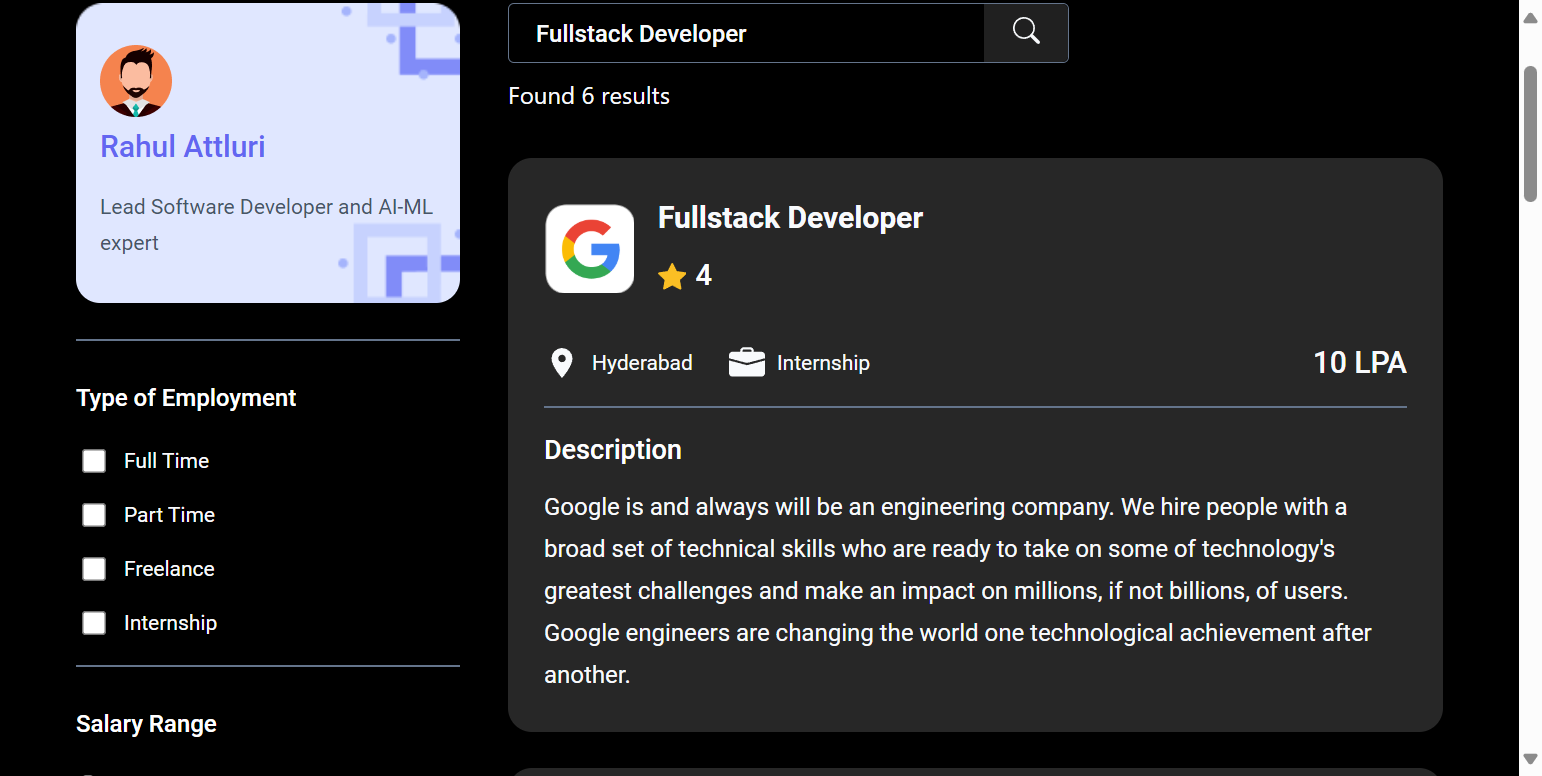 Rahul Attluri
Lead Software Developer and AI-ML
expert
Type of Employment
Full Time
Part Time
Freelance
Internship
Salary Range
Fullstack Developer
Found 6 results
Fullstack Developer
4
Hyderabad
Internship
10 LPA
Description
Google is and always will be an engineering company. We hire people with a
broad set of technical skills who are ready to take on some of technology's
greatest challenges and make an impact on millions, if not billions, of users.
Google engineers are changing the world one technological achievement after
another.